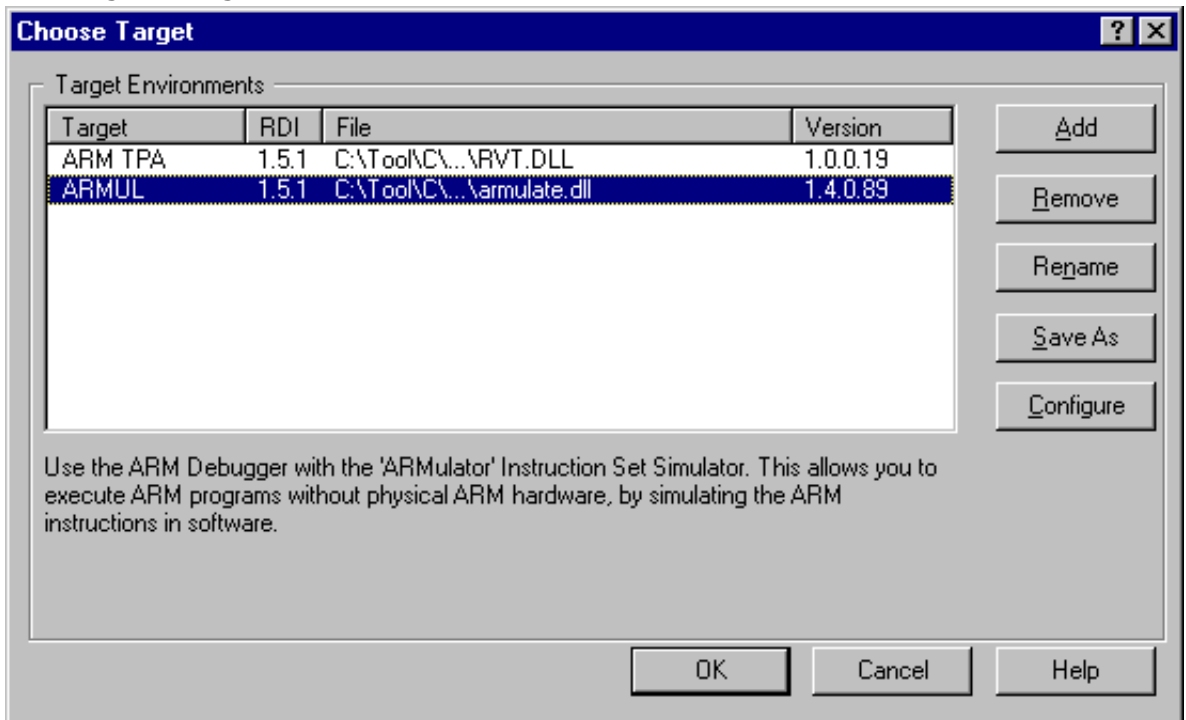 Choose Target
Target Environments
Target RDI File Version
ARM TPA 1.5.1 C:\Tool\C\...\RVT.DLL 1.0.0.19
ARMUL 1.5.1 C:\Tool\C\...\armulate.dll 1.4.0.89
Add
Remove
Rename
Save As
Configure
Use the ARM Debugger with the 'ARMulator' Instruction Set Simulator. This allows you to
execute ARM programs without physical ARM hardware, by simulating the ARM
instructions in software.
OK Cancel Help